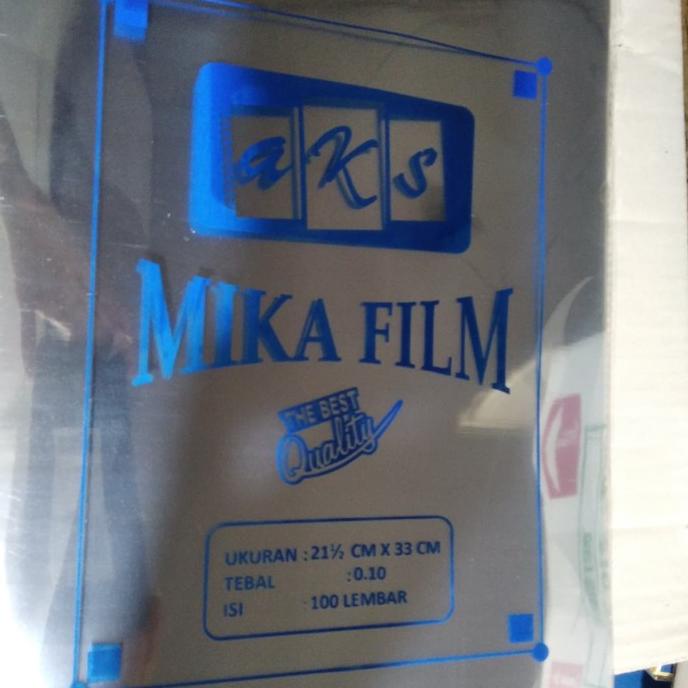 aKs
MIKA FILM
THE BEST
Quality
UKURAN : 21½ CM X 33 CM
TEBAL : 0.10
ISI : 100 LEMBAR